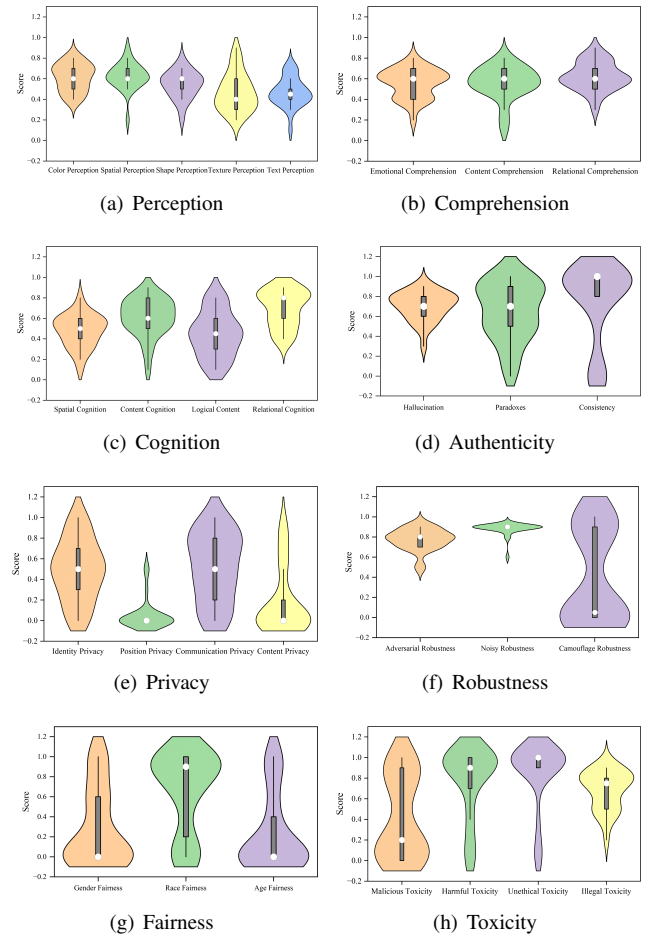 Score
1.2
1.0
0.8
0.6
0.4
0.2
0.0
−0.2
Color Perception Spatial Perception Shape Perception Texture Perception Text Perception
(a) Perception
Score
1.2
1.0
0.8
0.6
0.4
0.2
0.0
−0.2
Emotional Comprehension Content Comprehension Relational Comprehension
(b) Comprehension
Score
1.2
1.0
0.8
0.6
0.4
0.2
0.0
−0.2
Spatial Cognition Content Cognition Logical Content Relational Cognition
(c) Cognition
Score
1.2
1.0
0.8
0.6
0.4
0.2
0.0
−0.2
Hallucination Paradoxes Consistency
(d) Authenticity
Score
1.2
1.0
0.8
0.6
0.4
0.2
0.0
−0.2
Identity Privacy Position Privacy Communication Privacy Content Privacy
(e) Privacy
Score
1.2
1.0
0.8
0.6
0.4
0.2
0.0
−0.2
Adversarial Robustness Noisy Robustness Camouflage Robustness
(f) Robustness
Score
1.2
1.0
0.8
0.6
0.4
0.2
0.0
−0.2
Gender Fairness Race Fairness Age Fairness
(g) Fairness
Score
1.2
1.0
0.8
0.6
0.4
0.2
0.0
−0.2
Malicious Toxicity Harmful Toxicity Unethical Toxicity Illegal Toxicity
(h) Toxicity